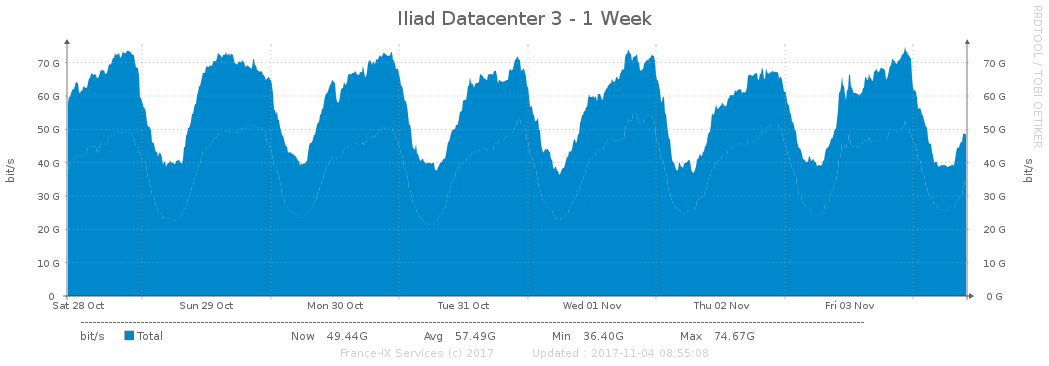 Iliad Datacenter 3 - 1 Week
RRDTOOL / TOBI OETIKER
bit/s
bit/s
70 G 70 G
60 G 60 G
50 G 50 G
40 G 40 G
30 G 30 G
20 G 20 G
10 G 10 G
0 0 G
Sat 28 Oct Sun 29 Oct Mon 30 Oct Tue 31 Oct Wed 01 Nov Thu 02 Nov Fri 03 Nov
bit/s Total Now 49.44G Avg 57.49G Min 36.40G Max 74.67G
France-IX Services (c) 2017 Updated : 2017-11-04 08:55:08